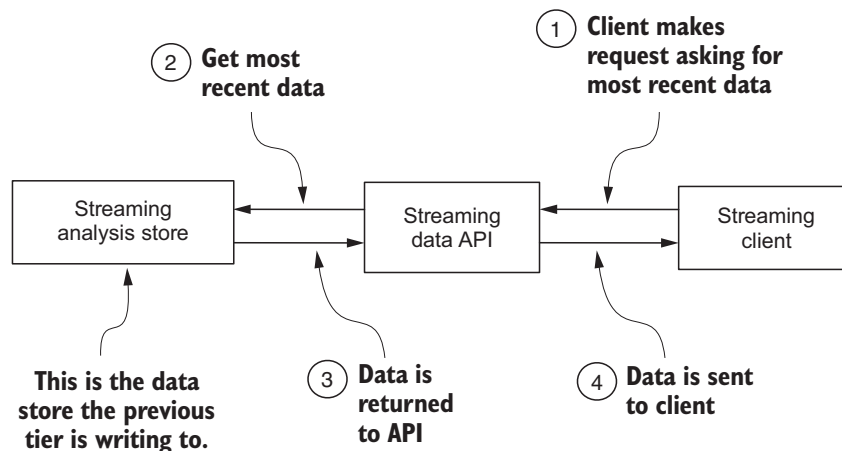 1 Client makes
request asking for
most recent data
2 Get most
recent data
Streaming
analysis store
Streaming
data API
Streaming
client
This is the data
store the previous
tier is writing to.
3 Data is
returned
to API
4 Data is sent
to client